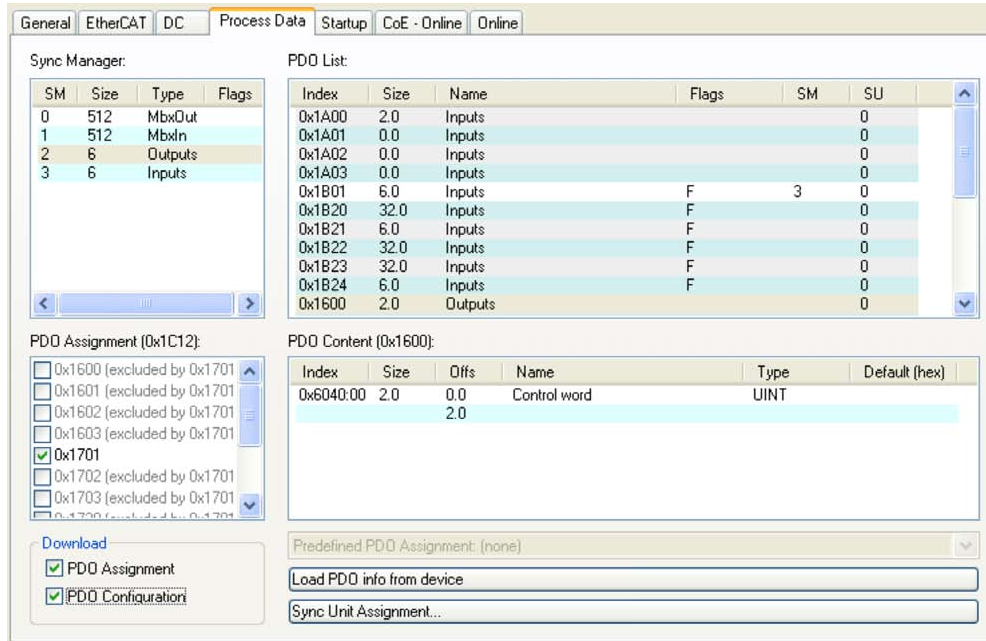 General EtherCAT DC Process Data Startup CoE - Online Online
Sync Manager:
SM Size Type Flags
0 512 MbxOut
1 512 MbxIn
2 6 Outputs
3 6 Inputs
PDO List:
Index Size Name Flags SM SU
0x1A00 2.0 Inputs 0
0x1A01 0.0 Inputs 0
0x1A02 0.0 Inputs 0
0x1A03 0.0 Inputs 0
0x1B01 6.0 Inputs F 3 0
0x1B20 32.0 Inputs F 0
0x1B21 6.0 Inputs F 0
0x1B22 32.0 Inputs F 0
0x1B23 32.0 Inputs F 0
0x1B24 6.0 Inputs F 0
0x1600 2.0 Outputs 0
PDO Assignment (0x1C12):
0x1600 (excluded by 0x1701
0x1601 (excluded by 0x1701
0x1602 (excluded by 0x1701
0x1603 (excluded by 0x1701
0x1701
0x1702 (excluded by 0x1701
0x1703 (excluded by 0x1701
PDO Content (0x1600):
Index Size Offs Name Type Default (hex)
0x6040:00 2.0 0.0 Control word UINT
2.0
Download
PDO Assignment
PDO Configuration
Predefined PDO Assignment: (none)
Load PDO info from device
Sync Unit Assignment...